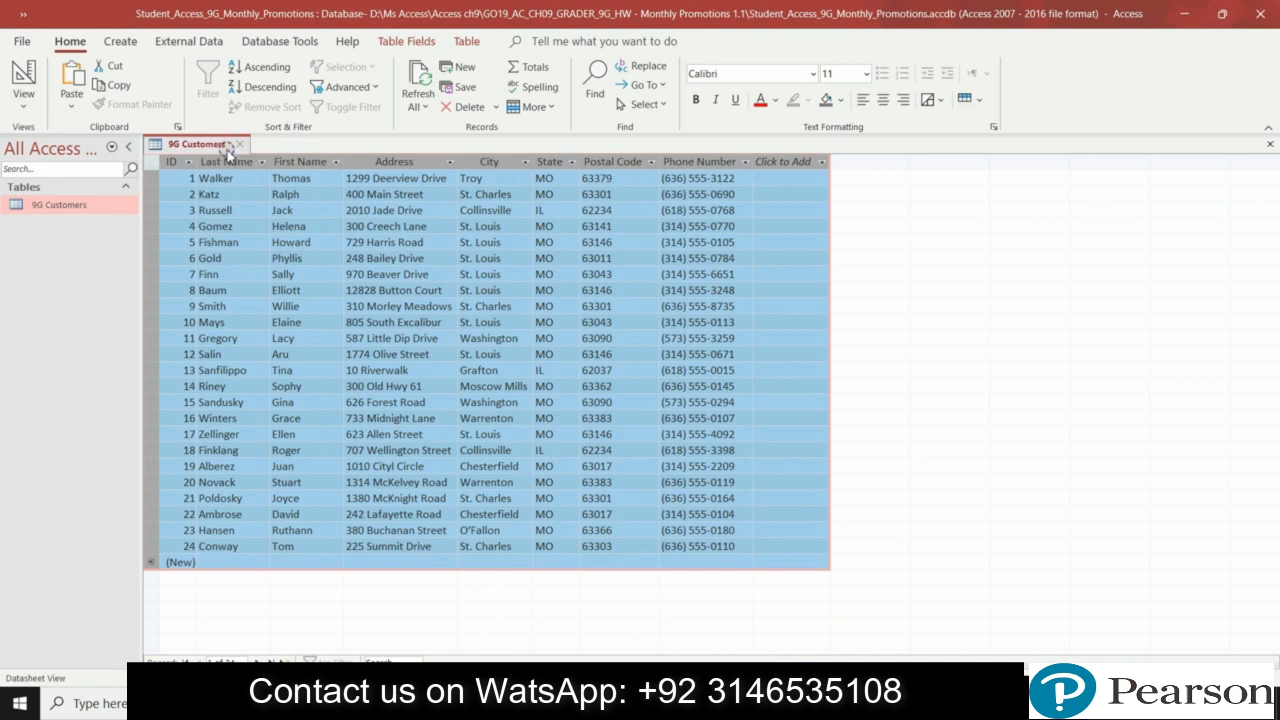 Student_Access_9G_Monthly_Promotions : Database- D:\Ms Access\Access ch9\GO19_AC_CH09_GRADER_9G_HW - Monthly Promotions 1.1\Student_Access_9G_Monthly_Promotions.accdb (Access 2007 - 2016 file format) - Access
File Home Create External Data Database Tools Help Table Fields Table Tell me what you want to do
View Paste Cut Copy Format Painter Filter Ascending Descending Remove Sort Selection Advanced Toggle Filter Refresh All New Save Delete Totals Spelling More Find Replace Go To Select Calibri 11 B I U A
Views Clipboard Sort & Filter Records Find Text Formatting
All Access ...
Search...
Tables
9G Customers
9G Customers
ID Last Name First Name Address City State Postal Code Phone Number Click to Add
1 Walker Thomas 1299 Deerview Drive Troy MO 63379 (636) 555-3122
2 Katz Ralph 400 Main Street St. Charles MO 63301 (636) 555-0690
3 Russell Jack 2010 Jade Drive Collinsville IL 62234 (618) 555-0768
4 Gomez Helena 300 Creech Lane St. Louis MO 63141 (314) 555-0770
5 Fishman Howard 729 Harris Road St. Louis MO 63146 (314) 555-0105
6 Gold Phyllis 248 Bailey Drive St. Louis MO 63011 (314) 555-0784
7 Finn Sally 970 Beaver Drive St. Louis MO 63043 (314) 555-6651
8 Baum Elliott 12828 Button Court St. Louis MO 63146 (314) 555-3248
9 Smith Willie 310 Morley Meadows St. Charles MO 63301 (636) 555-8735
10 Mays Elaine 805 South Excalibur St. Louis MO 63043 (314) 555-0113
11 Gregory Lacy 587 Little Dip Drive Washington MO 63090 (573) 555-3259
12 Salin Aru 1774 Olive Street St. Louis MO 63146 (314) 555-0671
13 Sanfilippo Tina 10 Riverwalk Grafton IL 62037 (618) 555-0015
14 Riney Sophy 300 Old Hwy 61 Moscow Mills MO 63362 (636) 555-0145
15 Sandusky Gina 626 Forest Road Washington MO 63090 (573) 555-0294
16 Winters Grace 733 Midnight Lane Warrenton MO 63383 (636) 555-0107
17 Zellinger Ellen 623 Allen Street St. Louis MO 63146 (314) 555-4092
18 Finklang Roger 707 Wellington Street Collinsville IL 62234 (618) 555-3398
19 Alberez Juan 1010 Cityl Circle Chesterfield MO 63017 (314) 555-2209
20 Novack Stuart 1314 McKelvey Road Warrenton MO 63383 (636) 555-0119
21 Poldosky Joyce 1380 McKnight Road St. Charles MO 63301 (636) 555-0164
22 Ambrose David 242 Lafayette Road Chesterfield MO 63017 (314) 555-0104
23 Hansen Ruthann 380 Buchanan Street O'Fallon MO 63366 (636) 555-0180
24 Conway Tom 225 Summit Drive St. Charles MO 63303 (636) 555-0110
(New)
Datasheet View
Type here
Contact us on WatsApp: +92 3146535108
Pearson